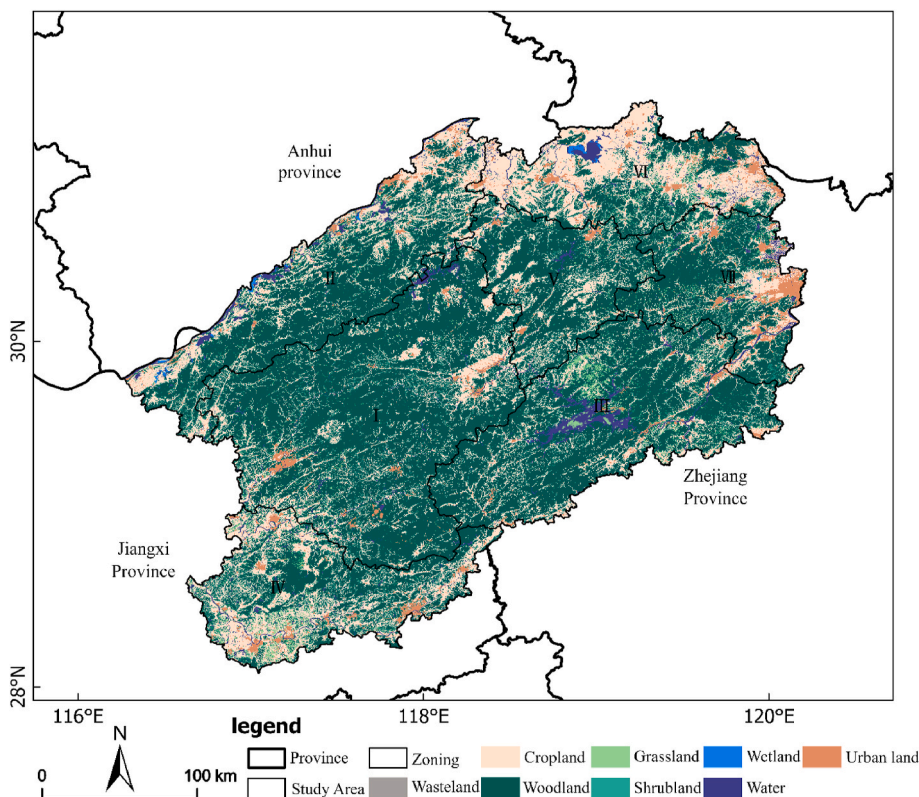 Anhui
province
VI
II
V
VII
30°N
I
III
Zhejiang
Province
Jiangxi
Province
IV
28°N
116°E
118°E
120°E
legend
N
Province
Zoning
Cropland
Grassland
Wetland
Urban land
0
100 km
Study Area
Wasteland
Woodland
Shrubland
Water